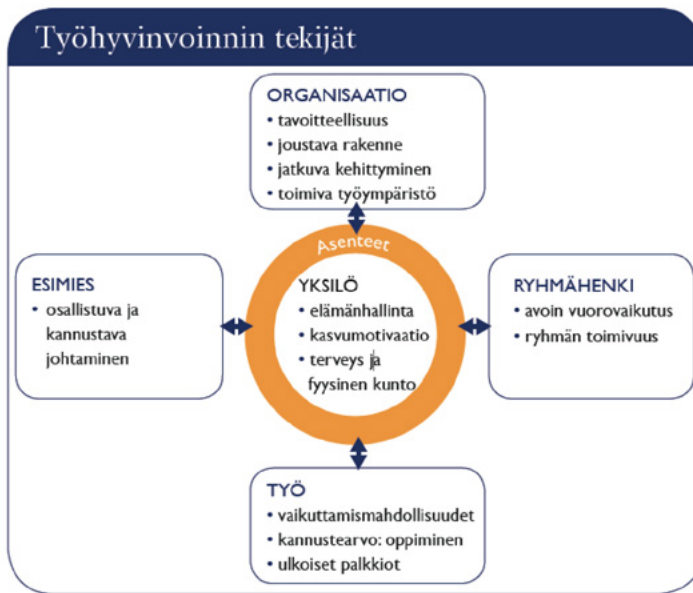 Työhyvinvoinnin tekijät
ORGANISAATIO
• tavoitteellisuus
• joustava rakenne
• jatkuva kehittyminen
• toimiva työympäristö
Asenteet
ESIMIES
• osallistuva ja
kannustava
johtaminen
YKSILÖ
• elämänhallinta
• kasvumotivaatio
• terveys ja
fyysinen kunto
RYHMÄHENKI
• avoin vuorovaikutus
• ryhmän toimivuus
TYÖ
• vaikuttamismahdollisuudet
• kannustearvo: oppiminen
• ulkoiset palkkiot